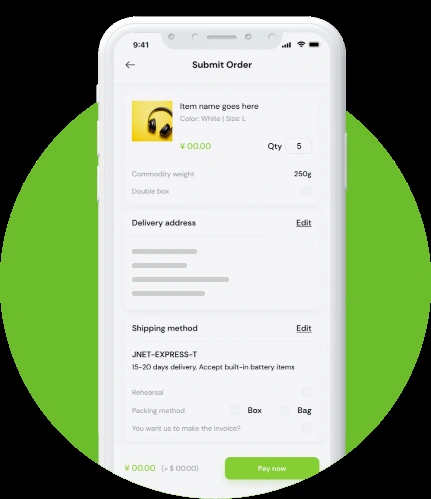 9:41
Submit Order
Item name goes here
Color: White | Size: L
¥ 00.00 Qty 5
Commodity weight 250g
Double box
Delivery address Edit
Shipping method Edit
JNET-EXPRESS-T
15-20 days delivery, Accept built-in battery items
Rehearsal
Packing method Box Bag
You want us to make the invoice?
¥ 00.00 (≈ $ 00.00) Pay now